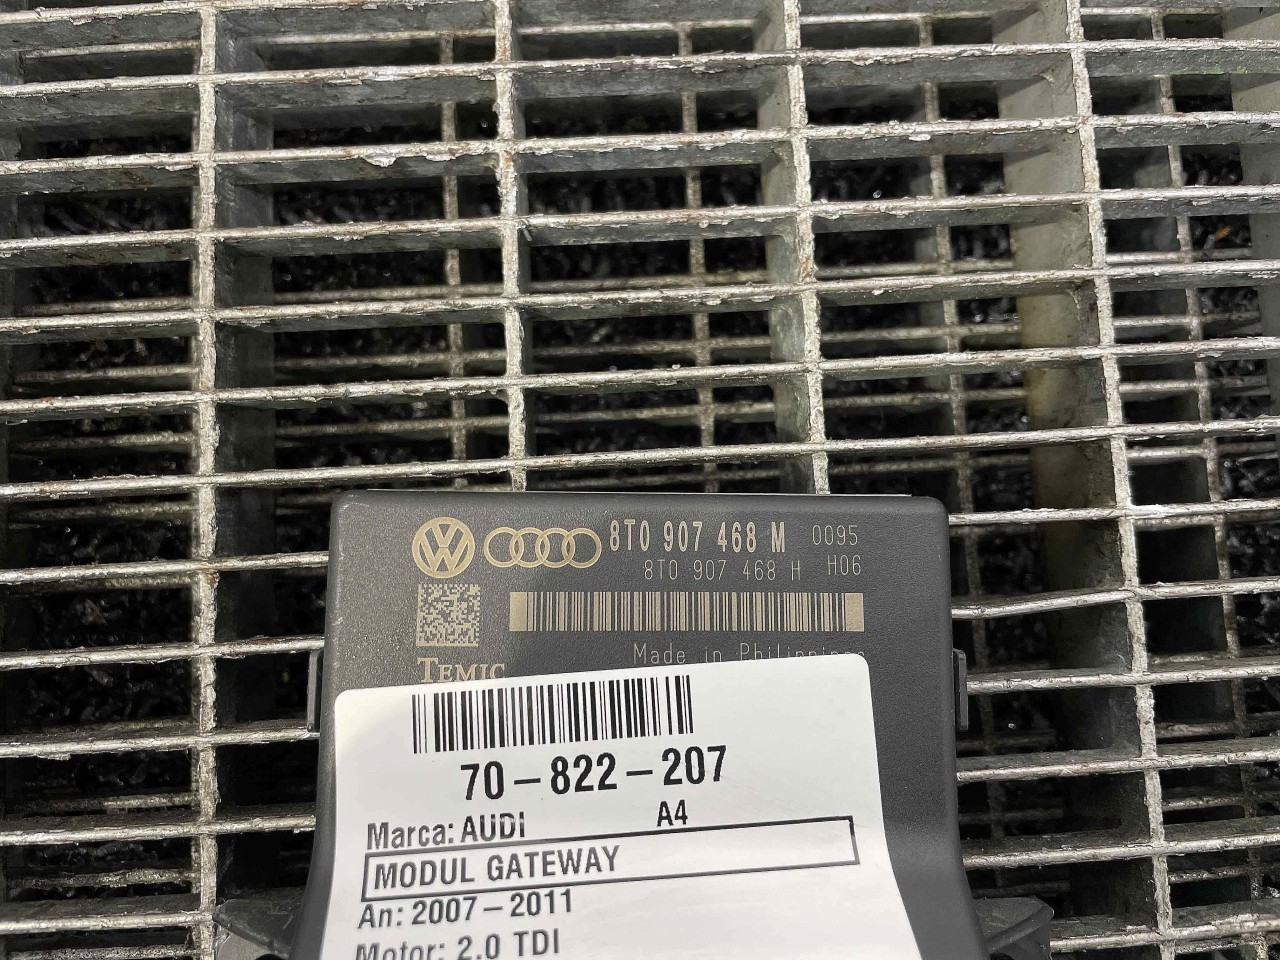 8T0 907 468 M 0095
8T0 907 468 H H06
Made in Philippines
TEMIC
70-822-207
Marca: AUDI A4
MODUL GATEWAY
An: 2007-2011
Motor: 2.0 TDI